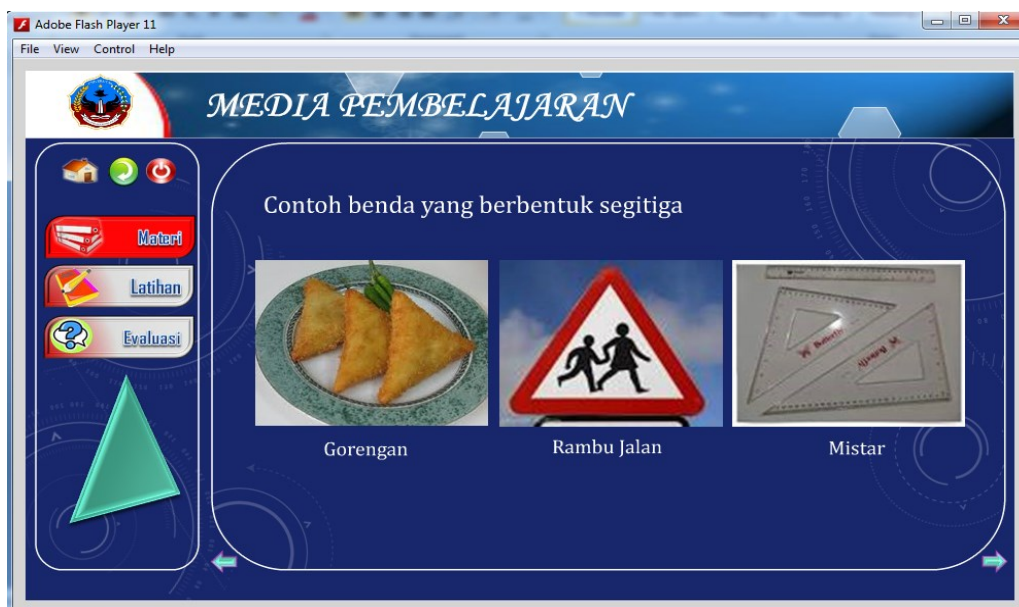 Adobe Flash Player 11
File View Control Help
MEDIA PEMBELAJARAN
Materi
Latihan
Evaluasi
Contoh benda yang berbentuk segitiga
Gorengan
Rambu Jalan
Mistar